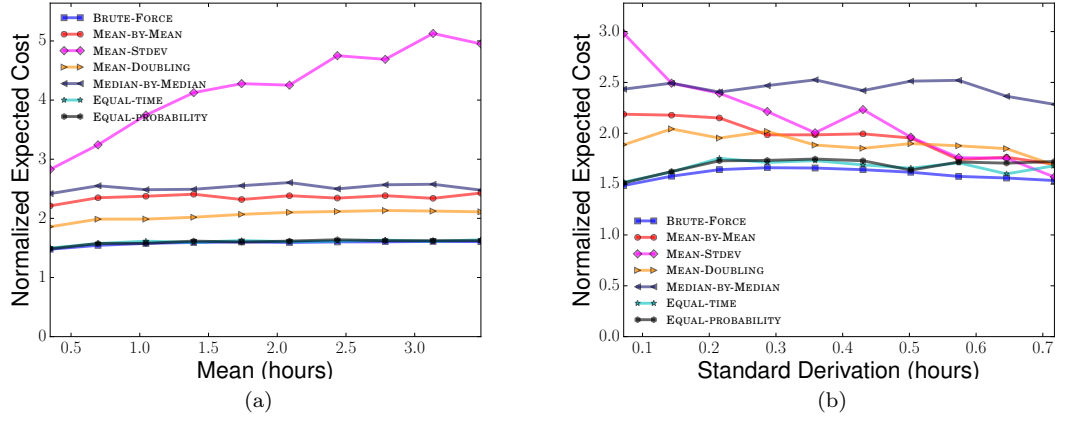 Normalized Expected Cost
5
4
3
2
1
0
BRUTE-FORCE
MEAN-BY-MEAN
MEAN-STDEV
MEAN-DOUBLING
MEDIAN-BY-MEDIAN
EQUAL-TIME
EQUAL-PROBABILITY
0.5 1.0 1.5 2.0 2.5 3.0
Mean (hours)
(a)
Normalized Expected Cost
3.0
2.5
2.0
1.5
1.0
0.5
0.0
BRUTE-FORCE
MEAN-BY-MEAN
MEAN-STDEV
MEAN-DOUBLING
MEDIAN-BY-MEDIAN
EQUAL-TIME
EQUAL-PROBABILITY
0.1 0.2 0.3 0.4 0.5 0.6 0.7
Standard Derivation (hours)
(b)